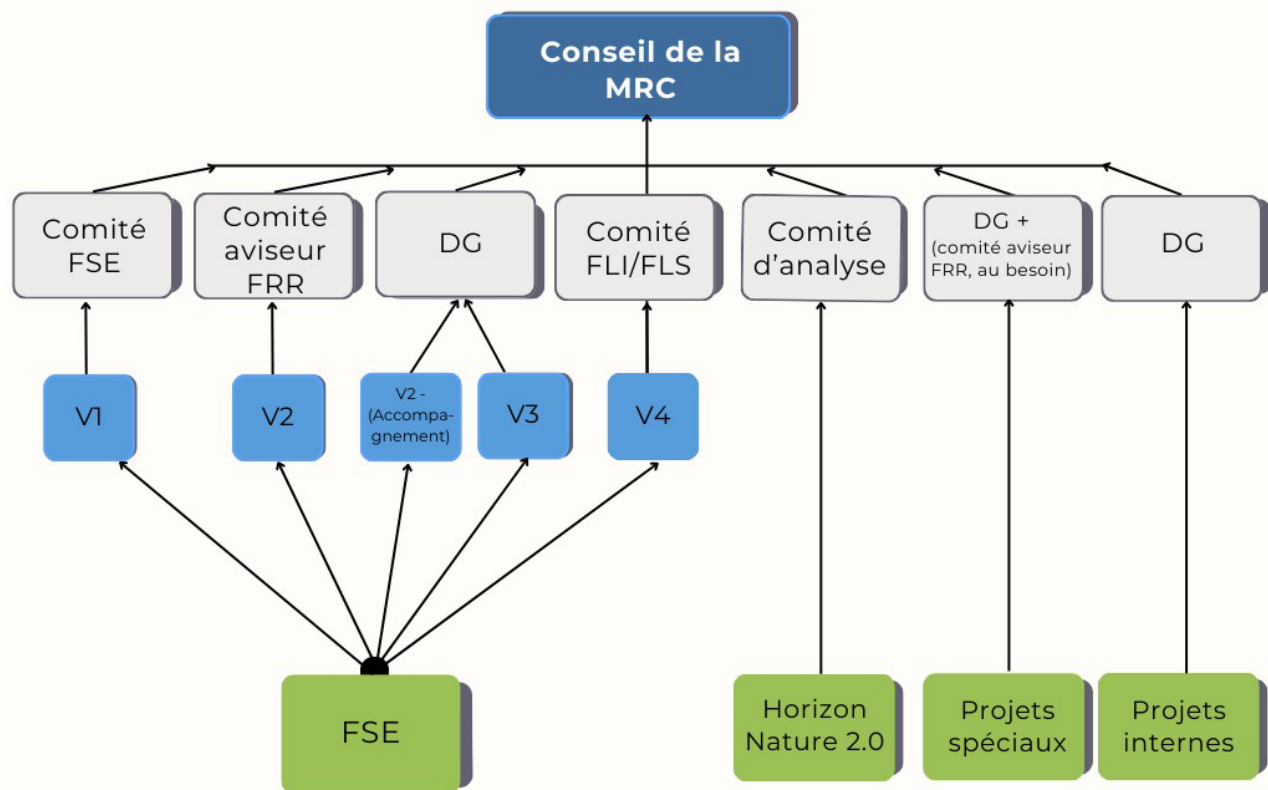 Conseil de la
MRC
Comité
FSE
Comité
aviseur
FRR
DG
Comité
FLI/FLS
Comité
d'analyse
DG +
(comité aviseur
FRR, au besoin)
DG
V1
V2
V2 -
(Accompa-
gnement)
V3
V4
FSE
Horizon
Nature 2.0
Projets
spéciaux
Projets
internes